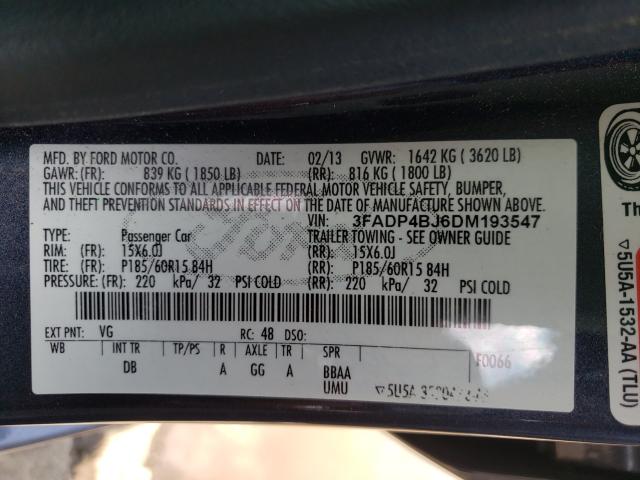 MFD. BY FORD MOTOR CO. DATE: 02/13 GVWR: 1642 KG ( 3620 LB)
GAWR: (FR): 839 KG ( 1850 LB) (RR): 816 KG ( 1800 LB)
THIS VEHICLE CONFORMS TO ALL APPLICABLE FEDERAL MOTOR VEHICLE SAFETY, BUMPER,
AND THEFT PREVENTION STANDARDS IN EFFECT ON THE DATE OF MANUFACTURE SHOWN ABOVE.
VIN: 3FADP4BJ6DM193547
TYPE: Passenger Car TRAILER TOWING - SEE OWNER GUIDE
RIM: (FR): 15X6.0J (RR): 15X6.0J
TIRE: (FR): P185/60R15 84H (RR): P185/60R15 84H
PRESSURE: (FR): 220 kPa/ 32 PSI COLD (RR): 220 kPa/ 32 PSI COLD
EXT PNT: VG RC: 48 DSO:
WB INT TR TP/PS R AXLE TR SPR F0066
DB A GG A BBAA
UMU 5U5A
Ford
Th
5U5A-1532-AA (TLU)